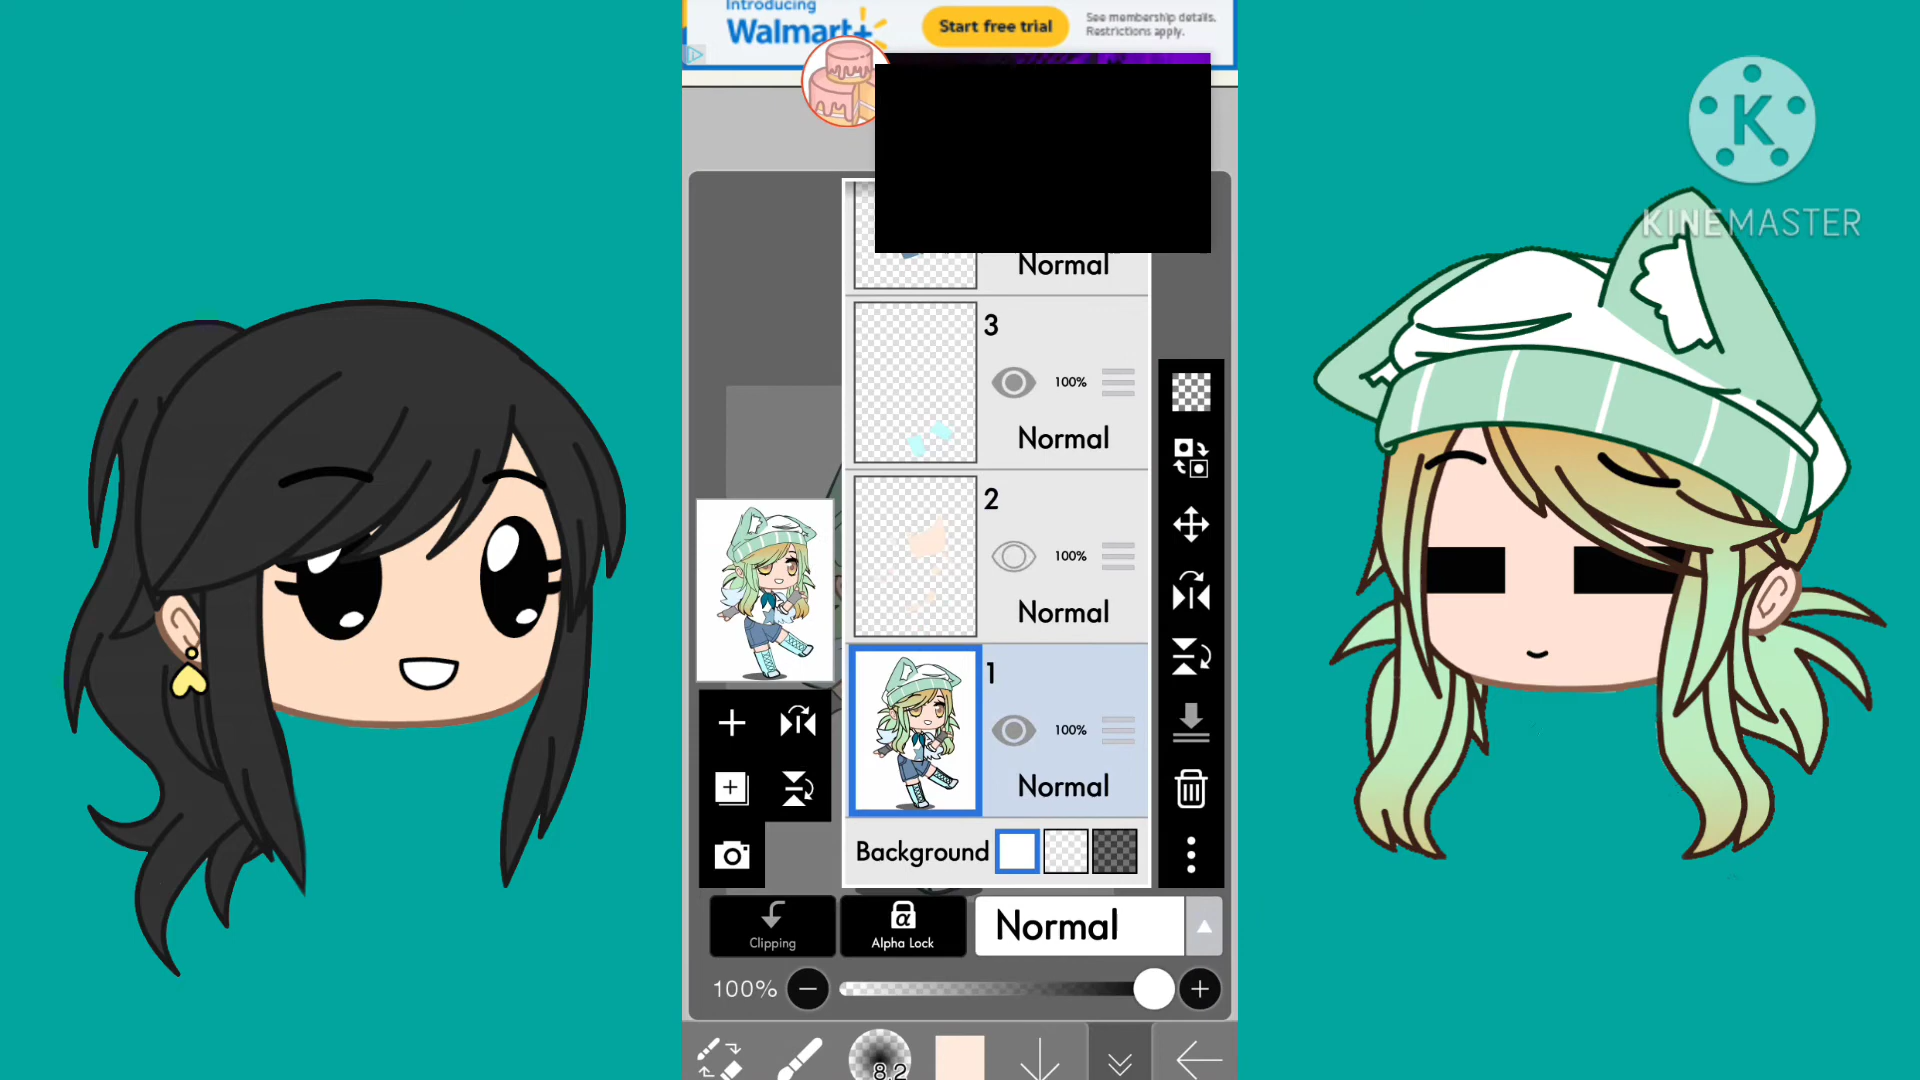 Introducing
Walmart+
Start free trial
See membership details.
Restrictions apply.
K
KINEMASTER
Normal
3
100%
Normal
2
100%
Normal
1
100%
Normal
Background
Clipping
α
Alpha Lock
Normal
100%
8.2